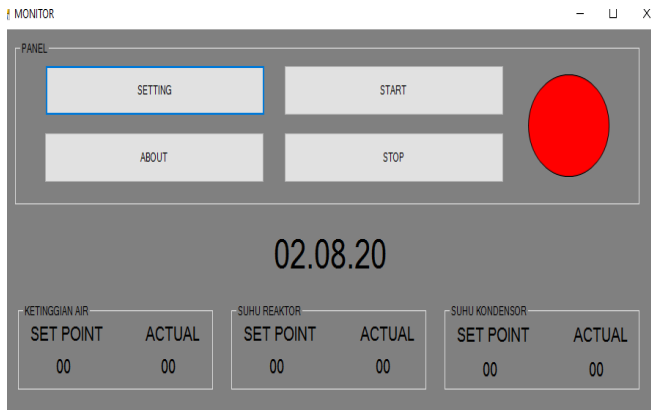 MONITOR
PANEL
SETTING START
ABOUT STOP
02.08.20
KETINGGIAN AIR SUHU REAKTOR SUHU KONDENSOR
SET POINT ACTUAL SET POINT ACTUAL SET POINT ACTUAL
00 00 00 00 00 00